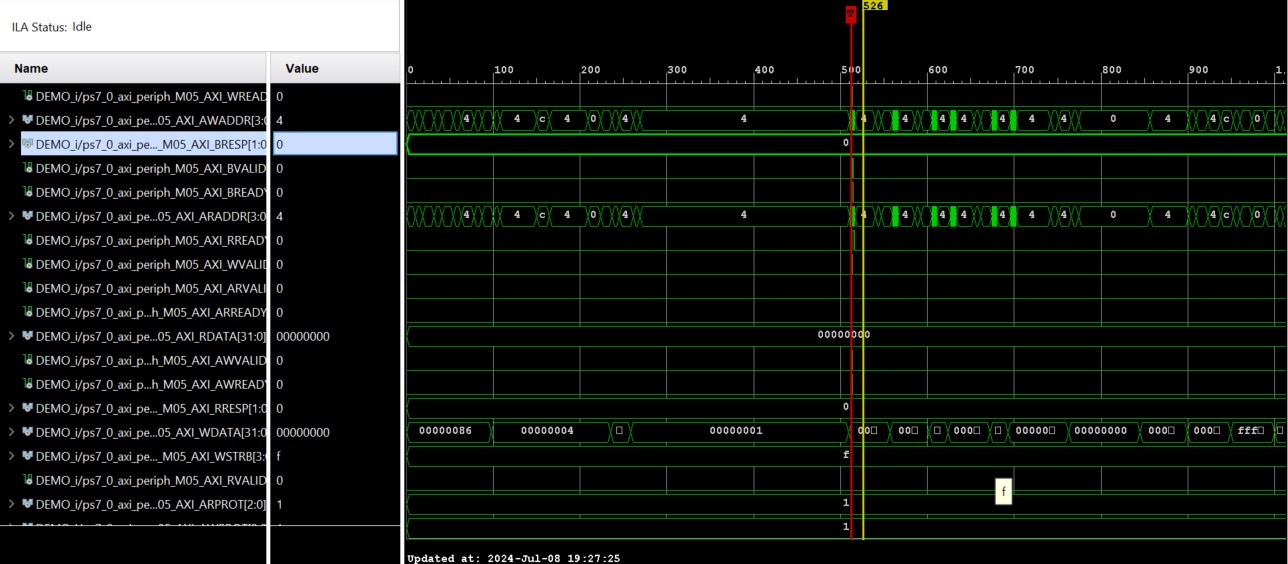 526
ILA Status: Idle
T
Name Value 0 100 200 300 400 500 600 700 800 900 1.
DEMO_i/ps7_0_axi_periph_M05_AXI_WREAD 0
DEMO_i/ps7_0_axi_pe...05_AXI_AWADDR[3:0 4 4 4 c 4 0 4 4 4 4 4 4 4 4 4 0 4 4 c 0
DEMO_i/ps7_0_axi_pe..._M05_AXI_BRESP[1:0 0 0
DEMO_i/ps7_0_axi_periph_M05_AXI_BVALID 0
DEMO_i/ps7_0_axi_periph_M05_AXI_BREADY 0
DEMO_i/ps7_0_axi_pe...05_AXI_ARADDR[3:0 4 4 4 c 4 0 4 4 4 4 4 4 4 4 4 0 4 4 c 0
DEMO_i/ps7_0_axi_periph_M05_AXI_RREADY 0
DEMO_i/ps7_0_axi_periph_M05_AXI_WVALID 0
DEMO_i/ps7_0_axi_periph_M05_AXI_ARVALI 0
DEMO_i/ps7_0_axi_p...h_M05_AXI_ARREADY 0
DEMO_i/ps7_0_axi_pe...05_AXI_RDATA[31:0] 00000000 00000000
DEMO_i/ps7_0_axi_p...h_M05_AXI_AWVALID 0
DEMO_i/ps7_0_axi_p...h_M05_AXI_AWREADY 0
DEMO_i/ps7_0_axi_pe..._M05_AXI_RRESP[1:0 0 0
DEMO_i/ps7_0_axi_pe...05_AXI_WDATA[31:0 00000000 00000086 00000004 □ 00000001 00□ 00□ □ 000□ □ 00000□ 00000000 000□ 000□ fff□ □
DEMO_i/ps7_0_axi_pe..._M05_AXI_WSTRB[3: f f
DEMO_i/ps7_0_axi_periph_M05_AXI_RVALID 0
f
DEMO_i/ps7_0_axi_pe...05_AXI_ARPROT[2:0] 1 1
1
Updated at: 2024-Jul-08 19:27:25